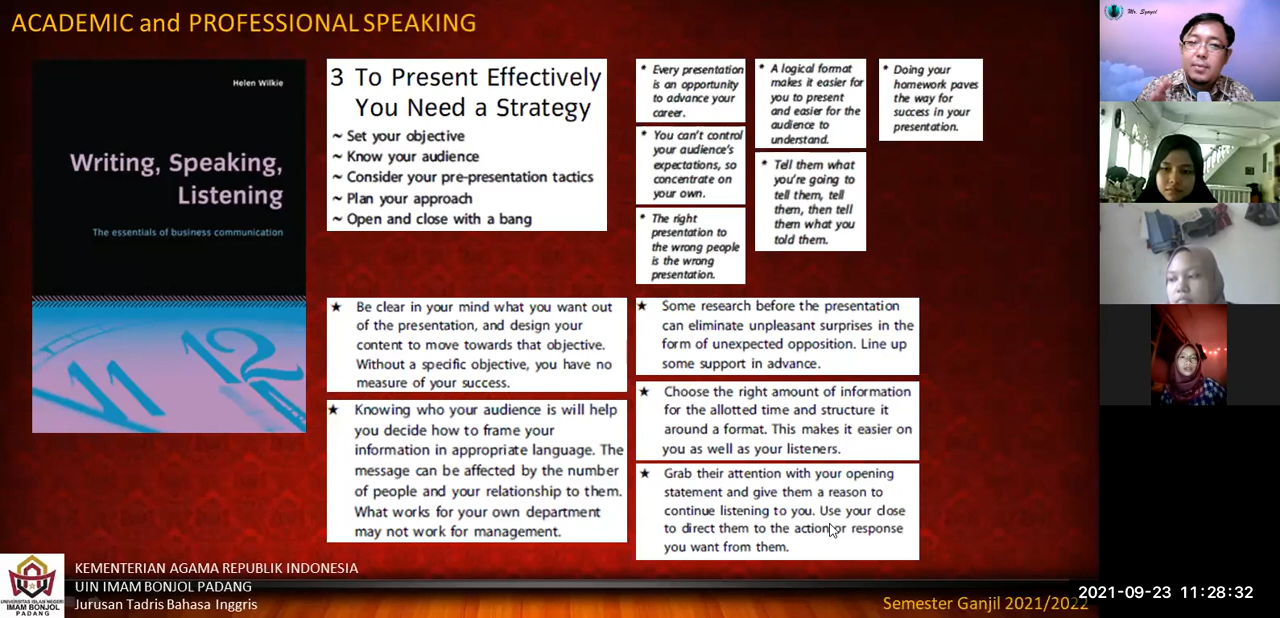 ACADEMIC and PROFESSIONAL SPEAKING
Helen Wilkie
Writing, Speaking,
Listening
The essentials of business communication
3 To Present Effectively
You Need a Strategy
~ Set your objective
~ Know your audience
~ Consider your pre-presentation tactics
~ Plan your approach
~ Open and close with a bang
* Every presentation
is an opportunity
to advance your
career.
* You can't control
your audience's
expectations, so
concentrate on
your own.
* The right
presentation to
the wrong people
is the wrong
presentation.
* A logical format
makes it easier for
you to present
and easier for the
audience to
understand.
* Tell them what
you're going to
tell them, tell
them, then tell
them what you
told them.
* Doing your
homework paves
the way for
success in your
presentation.
★ Be clear in your mind what you want out
of the presentation, and design your
content to move towards that objective.
Without a specific objective, you have no
measure of your success.
★ Knowing who your audience is will help
you decide how to frame your
information in appropriate language. The
message can be affected by the number
of people and your relationship to them.
What works for your own department
may not work for management.
★ Some research before the presentation
can eliminate unpleasant surprises in the
form of unexpected opposition. Line up
some support in advance.
★ Choose the right amount of information
for the allotted time and structure it
around a format. This makes it easier on
you as well as your listeners.
★ Grab their attention with your opening
statement and give them a reason to
continue listening to you. Use your close
to direct them to the action or response
you want from them.
11 12
UNIVERSITAS ISLAM NEGERI
IMAM BONJOL
PADANG
KEMENTERIAN AGAMA REPUBLIK INDONESIA
UIN IMAM BONJOL PADANG
Jurusan Tadris Bahasa Inggris
Semester Ganjil 2021/2022
Mr. Syayid
2021-09-23 11:28:32